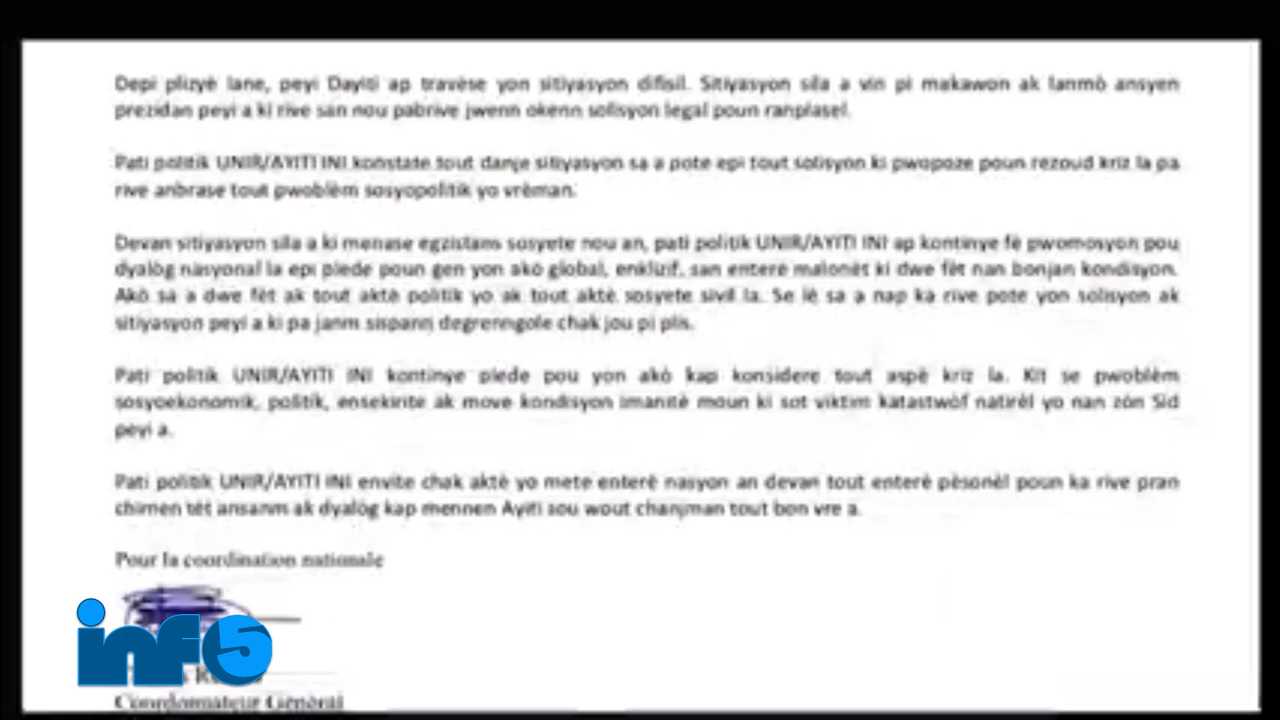 Depi plizyè lane, peyi Dayiti ap travèse yon sitiyasyon difisil. Sitiyasyon sila a vin pi makawon ak lanmò ansyen
prezidan peyi a ki rive san nou pabrive jwenn okenn solisyon legal poun ranplasel.
Pati politik UNIR/AYITI INI konstate tout danje sitiyasyon sa a pote epi tout solisyon ki pwopoze poun rezoud kriz la pa
rive anbrase tout pwoblèm sosyopolitik yo vrèman.
Devan sitiyasyon sila a ki menase egzistans sosyete nou an, pati politik UNIR/AYITI INI ap kontinye fè pwomosyon pou
dyalòg nasyonal la epi plede poun gen yon akò global, enklizif, san enterè malonèt ki dwe fèt nan bonjan kondisyon.
Akò sa a dwe fèt ak tout aktè politik yo ak tout aktè sosyete sivil la. Se lè sa a nap ka rive pote yon solisyon ak
sitiyasyon peyi a ki pa janm sispann degrenngole chak jou pi plis.
Pati politik UNIR/AYITI INI kontinye plede pou yon akò kap konsidere tout aspè kriz la. Kit se pwoblèm
sosyoekonomik, politik, ensekirite ak move kondisyon imanitè moun ki sot viktim katastwòf natirèl yo nan zòn Sid
peyi a.
Pati politik UNIR/AYITI INI envite chak aktè yo mete enterè nasyon an devan tout enterè pèsonèl poun ka rive pran
chimen tèt ansanm ak dyalòg kap mennen Ayiti sou wout chanjman tout bon vre a.
Pour la coordination nationale
inf5
Coordonnateur Général